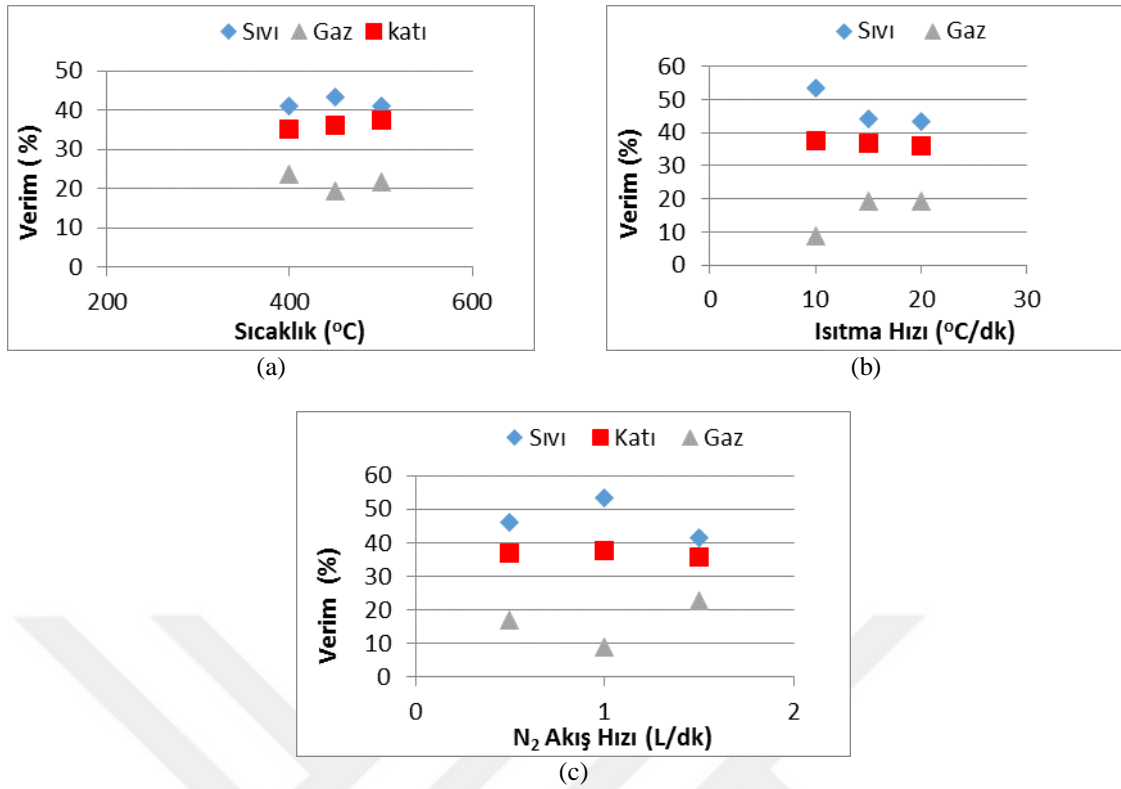 Sıvı Gaz katı
50
40
30
20
10
0
200 400 600
Verim ( %)
Sıcaklık (ºC)
(a)
Sıvı Gaz
60
50
40
30
20
10
0
0 10 20 30
Verim (%)
Isıtma Hızı (ºC/dk)
(b)
Sıvı Katı Gaz
60
50
40
30
20
10
0
0 1 2
Verim (%)
N₂ Akış Hızı (L/dk)
(c)